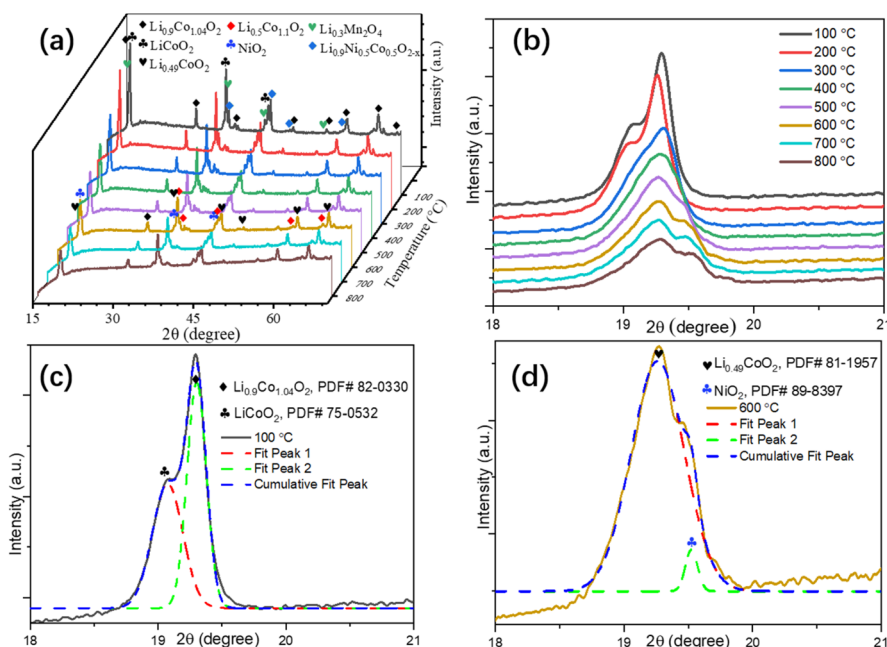 (a)
◆ Li0.9Co1.04O2 ◆ Li0.5Co1.1O2 ♥ Li0.3Mn2O4
♣ LiCoO2 ♣ NiO2 ◆ Li0.9Ni0.5Co0.5O2-x
♥ Li0.49CoO2
Intensity (a.u.)
100
200
300
400
500
600
700
800
Temperature (°C)
15 30 45 60
2θ (degree)
(b)
100 °C
200 °C
300 °C
400 °C
500 °C
600 °C
700 °C
800 °C
Intensity (a.u.)
18 19 20 21
2θ (degree)
(c)
◆ Li0.9Co1.04O2, PDF# 82-0330
♣ LiCoO2, PDF# 75-0532
100 °C
Fit Peak 1
Fit Peak 2
Cumulative Fit Peak
Intensity (a.u.)
18 19 20 21
2θ (degree)
(d)
♥ Li0.49CoO2, PDF# 81-1957
♣ NiO2, PDF# 89-8397
600 °C
Fit Peak 1
Fit Peak 2
Cumulative Fit Peak
Intensity (a.u.)
18 19 20 21
2θ (degree)